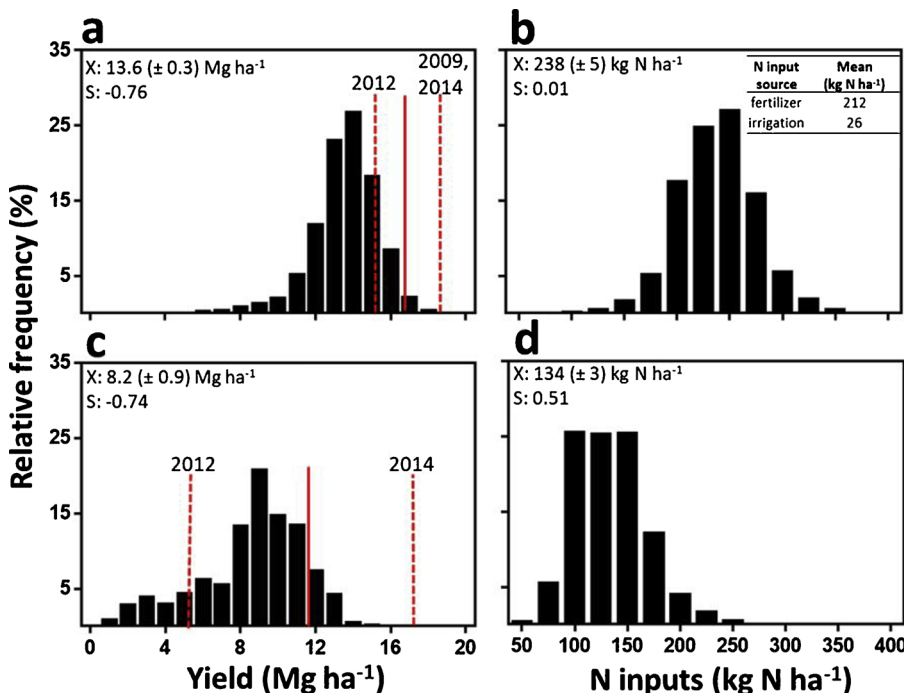 a
35
X: 13.6 (± 0.3) Mg ha⁻¹
S: -0.76
2009,
2012
2014
25
15
5
b
X: 238 (± 5) kg N ha⁻¹
S: 0.01
N input source
Mean (kg N ha⁻¹)
fertilizer 212
irrigation 26
c
35
X: 8.2 (± 0.9) Mg ha⁻¹
S: -0.74
2012
2014
25
15
5
0 4 8 12 16 20
Yield (Mg ha⁻¹)
d
X: 134 (± 3) kg N ha⁻¹
S: 0.51
50 100 150 200 250 300 350 400
N inputs (kg N ha⁻¹)
Relative frequency (%)